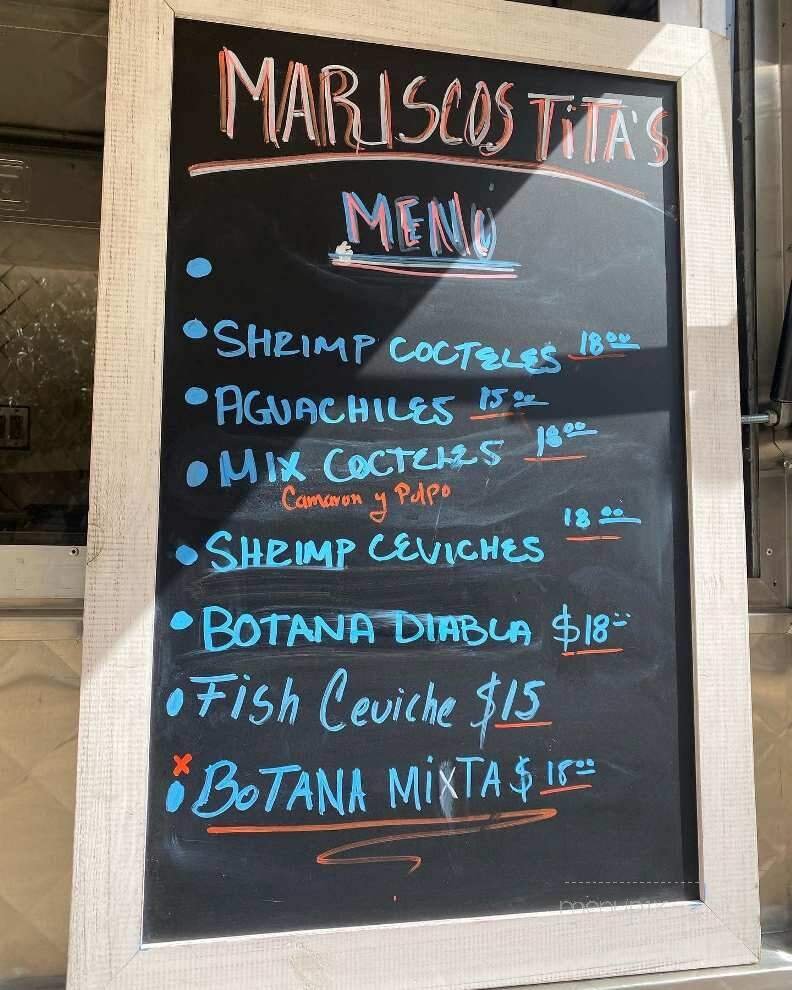 MARISCOS TiTA'S
MENU
SHRIMP COCTELES 18.00
AGUACHILES 15.00
MIX COCTELES 18.00
Camaron y Pulpo
SHRIMP CEVICHES 18.00
BOTANA DIABLA $18.00
Fish Ceviche $15
x
BOTANA MiXTA $ 18.00